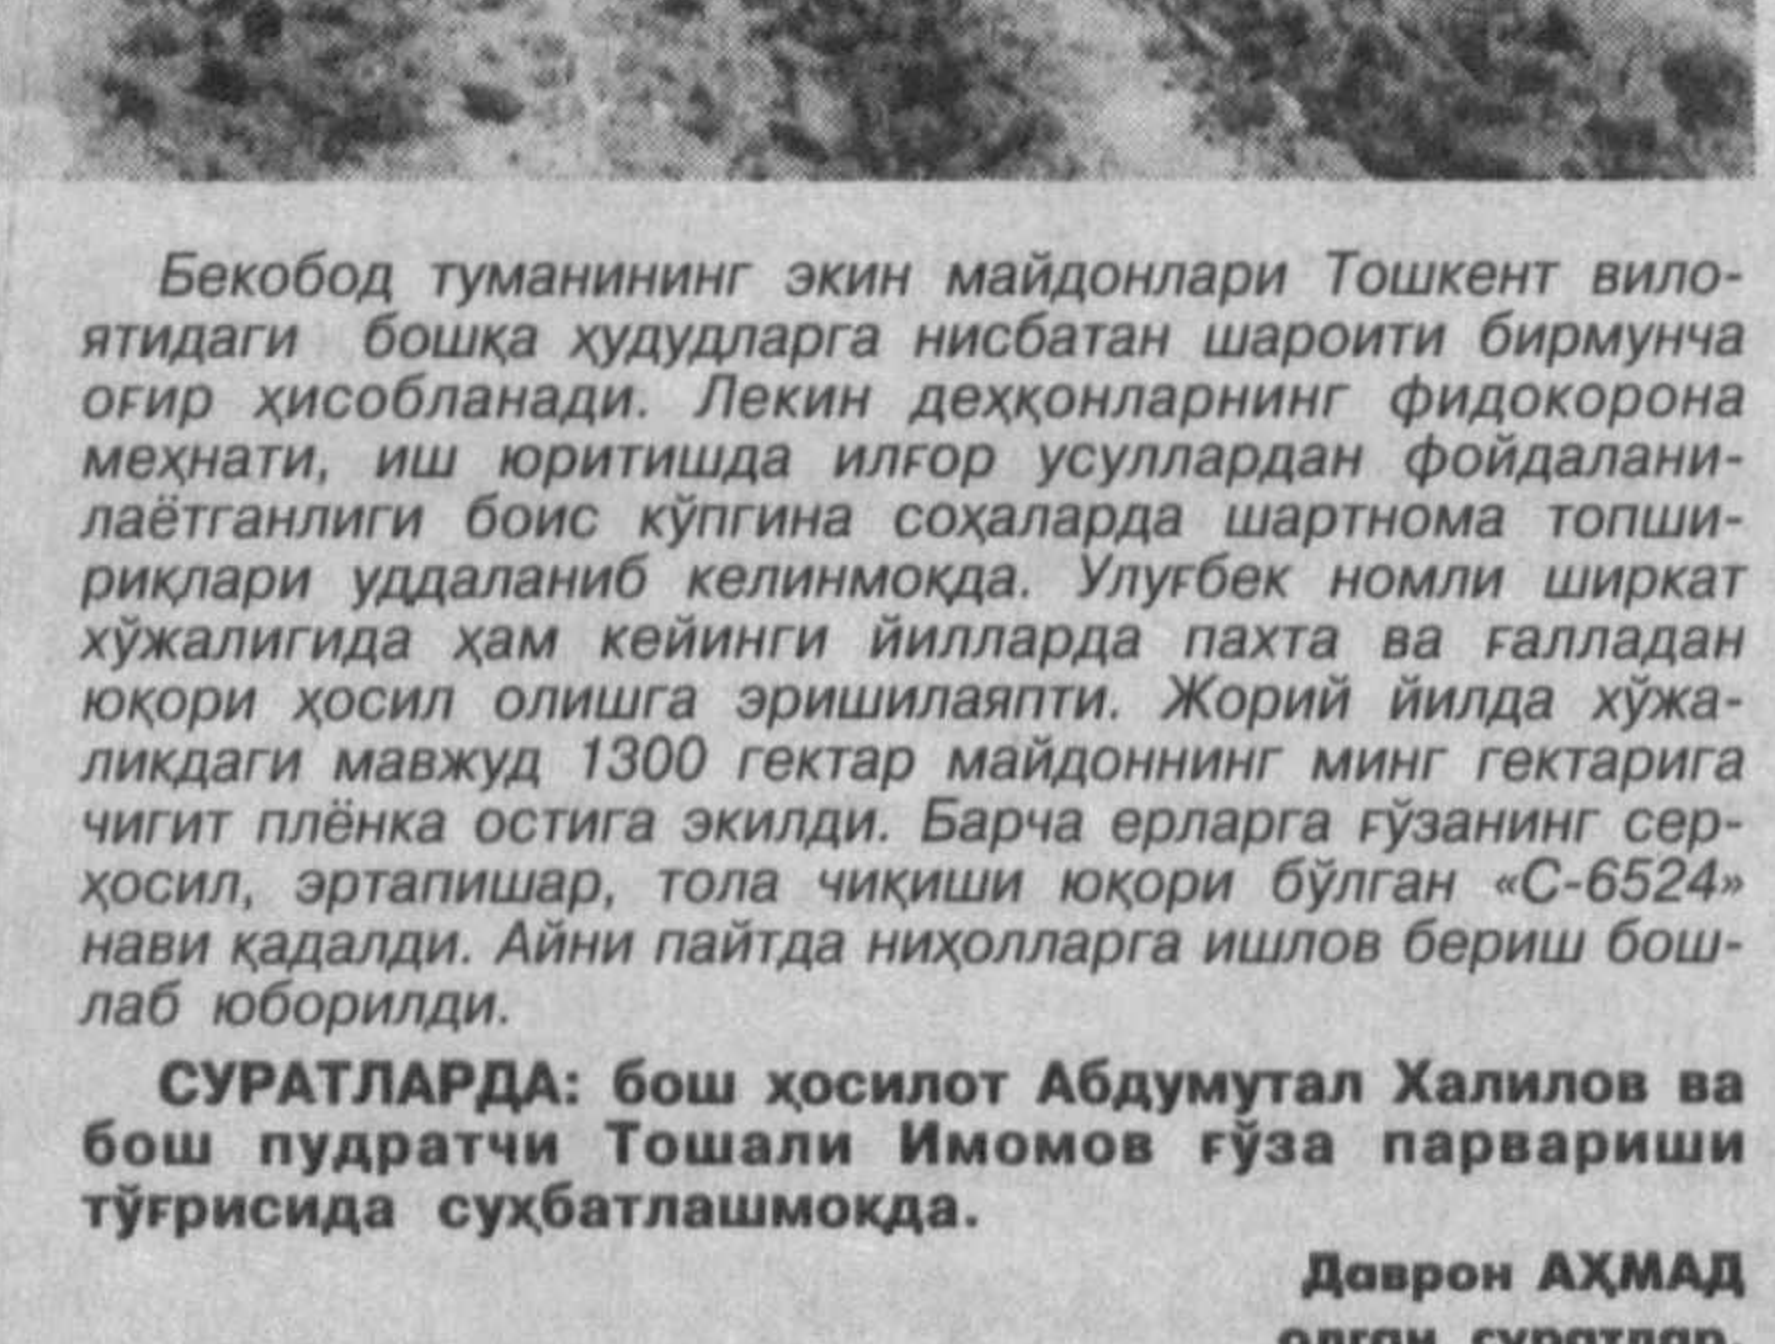 Бекобод туманининг экин майдонлари Тошкент вило-
ятидаги бошқа ҳудудларга нисбатан шароити бирмунча
оғир ҳисобланади. Лекин деҳқонларнинг фидокорона
меҳнати, иш юритишда илғор усуллардан фойдалани-
лаётганлиги боис кўпгина соҳаларда шартнома топши-
риқлари уддаланиб келинмоқда. Улуғбек номли ширкат
хўжалигида ҳам кейинги йилларда пахта ва ғалладан
юқори ҳосил олишга эришилаяпти. Жорий йилда хўжа-
ликдаги мавжуд 1300 гектар майдоннинг минг гектарига
чигит плёнка остига экилди. Барча ерларга ғўзанинг сер-
ҳосил, эртапишар, тола чиқиши юқори бўлган «С-6524»
нави қадалди. Айни пайтда ниҳолларга ишлов бериш бош-
лаб юборилди.
СУРАТЛАРДА: бош ҳосилот Абдумутал Халилов ва
бош пудратчи Тошали Имомов ғўза парвариши
тўғрисида суҳбатлашмоқда.
Даврон АҲМАД
олган суратлар.